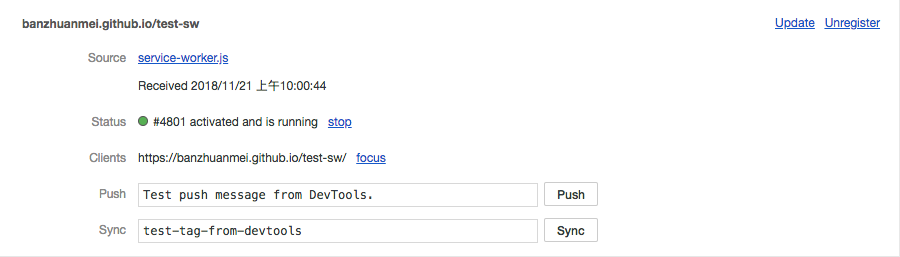 banzhuanmei.github.io/test-sw Update Unregister
Source service-worker.js
Received 2018/11/21 上午10:00:44
Status #4801 activated and is running stop
Clients https://banzhuanmei.github.io/test-sw/ focus
Push Test push message from DevTools. Push
Sync test-tag-from-devtools Sync